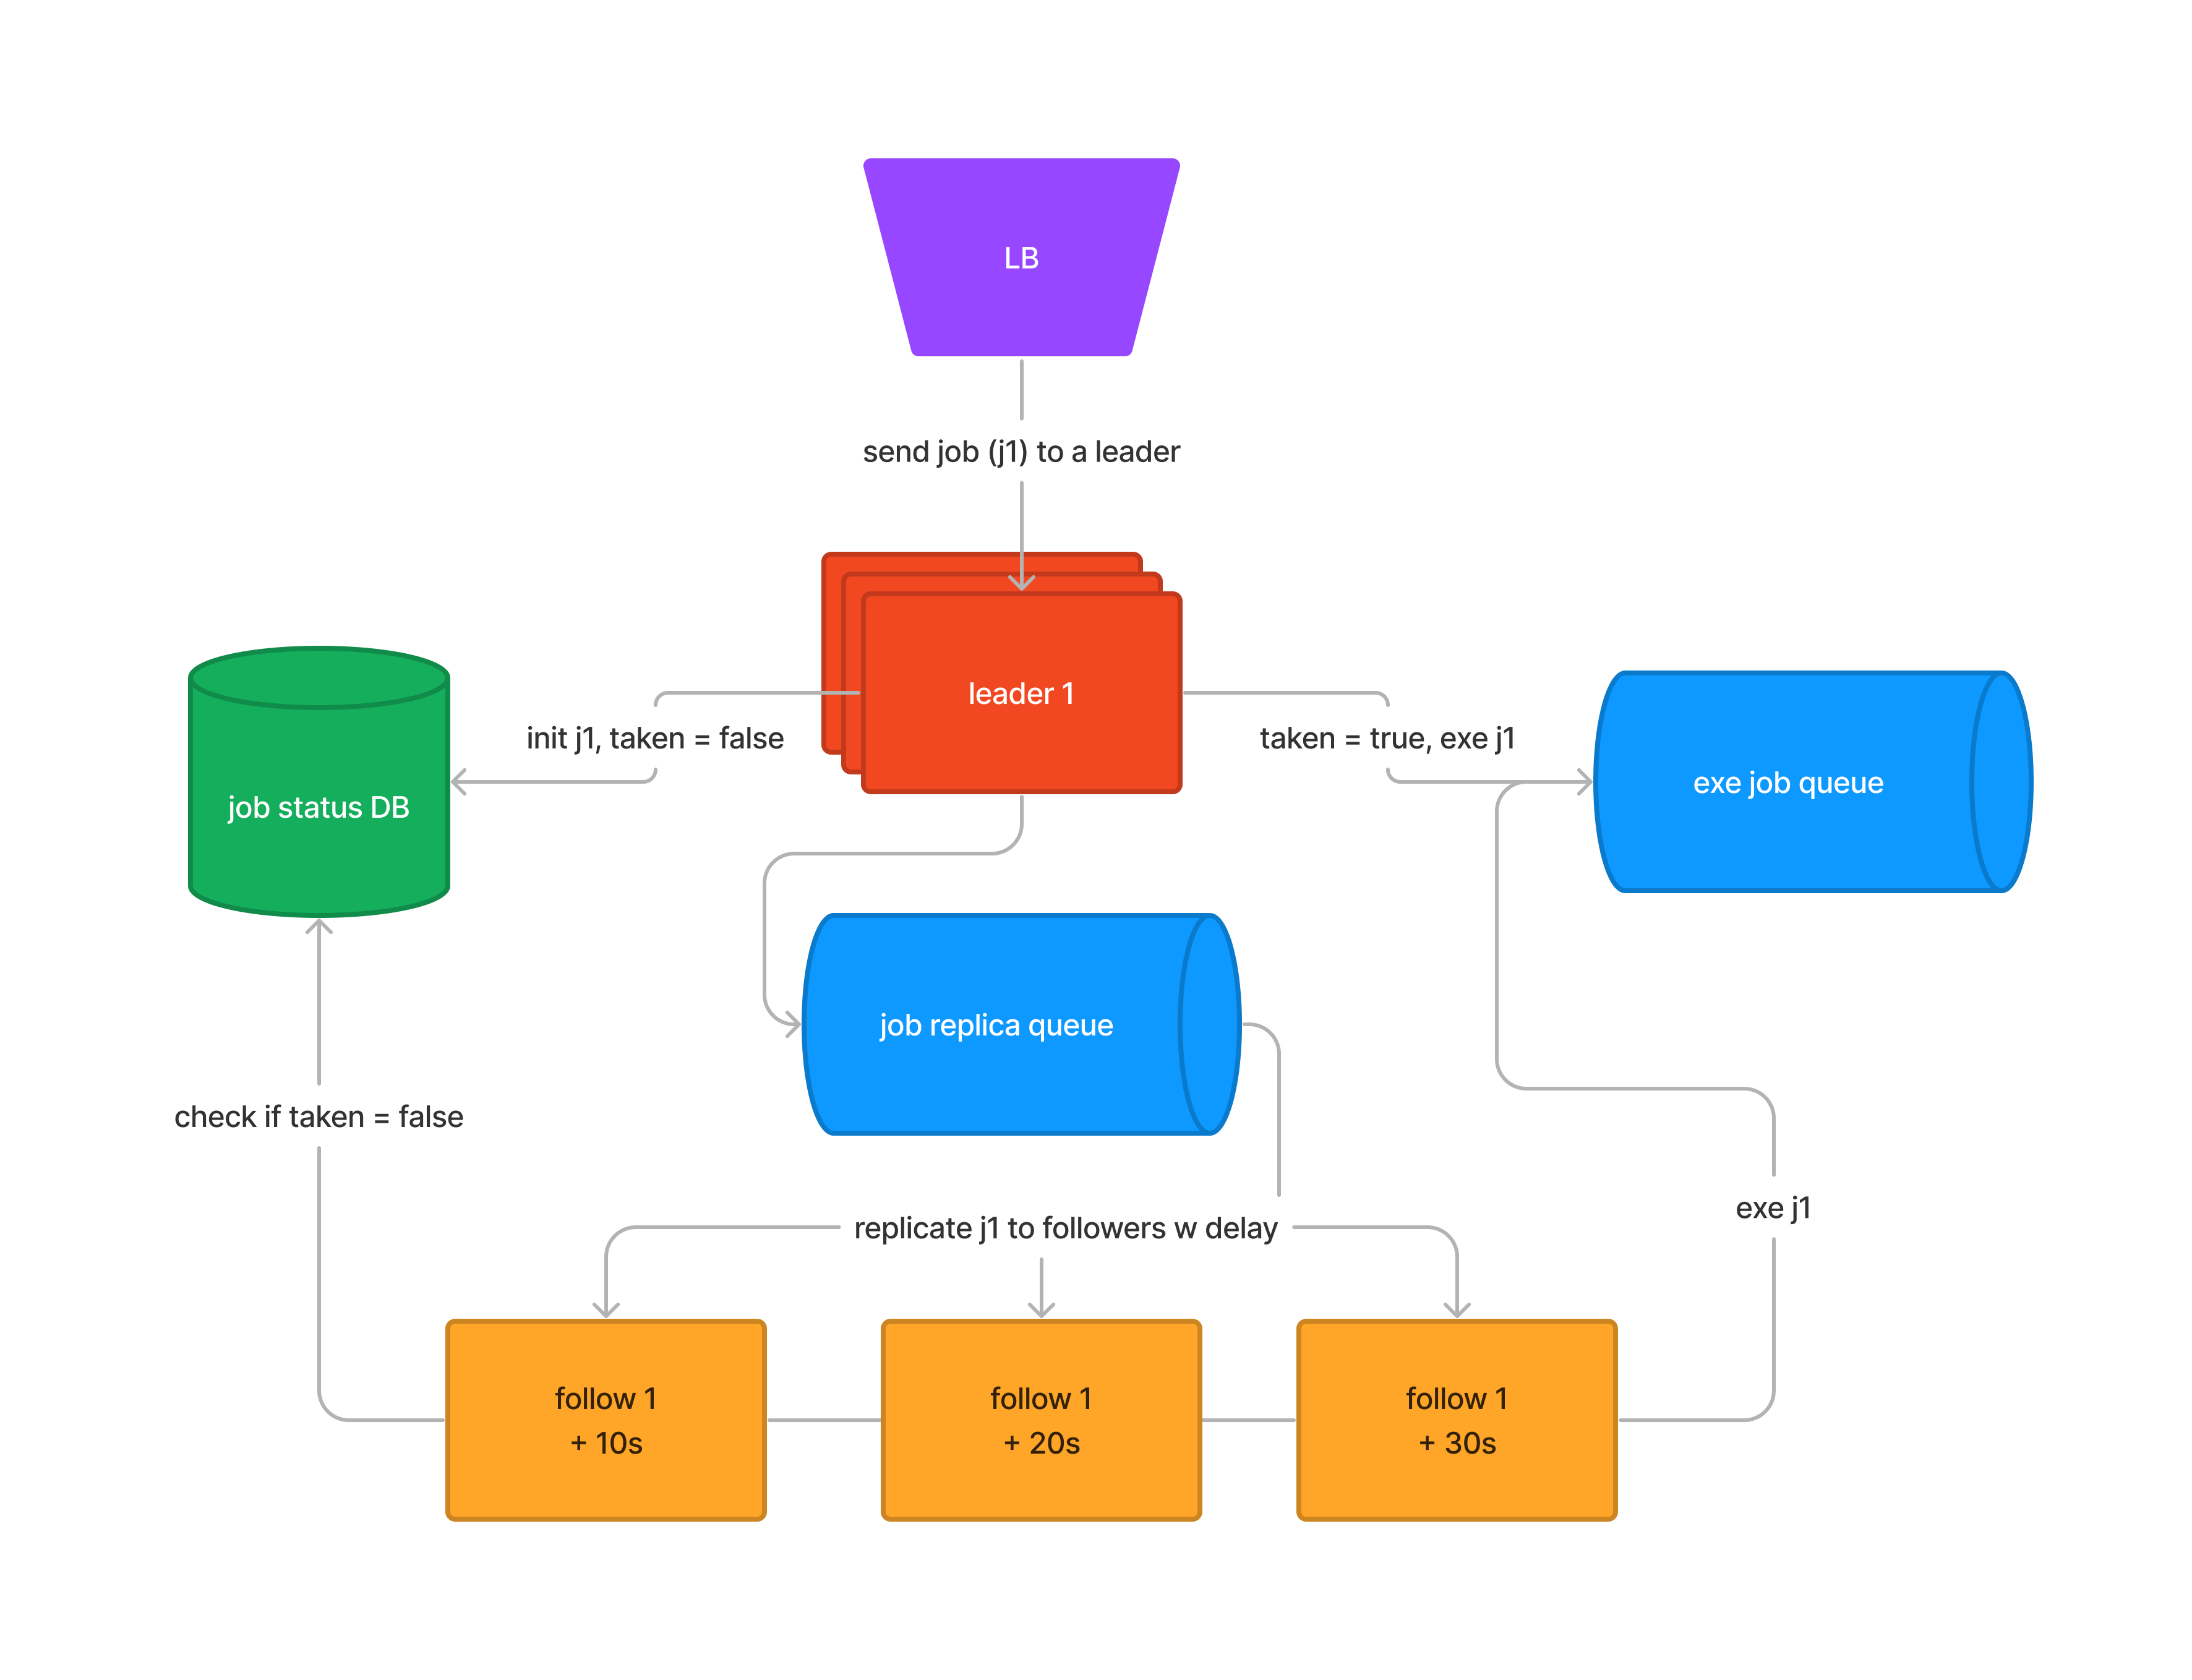 LB
send job (j1) to a leader
leader 1
init j1, taken = false
taken = true, exe j1
job status DB
exe job queue
job replica queue
check if taken = false
exe j1
replicate j1 to followers w delay
follow 1
+ 10s
follow 1
+ 20s
follow 1
+ 30s